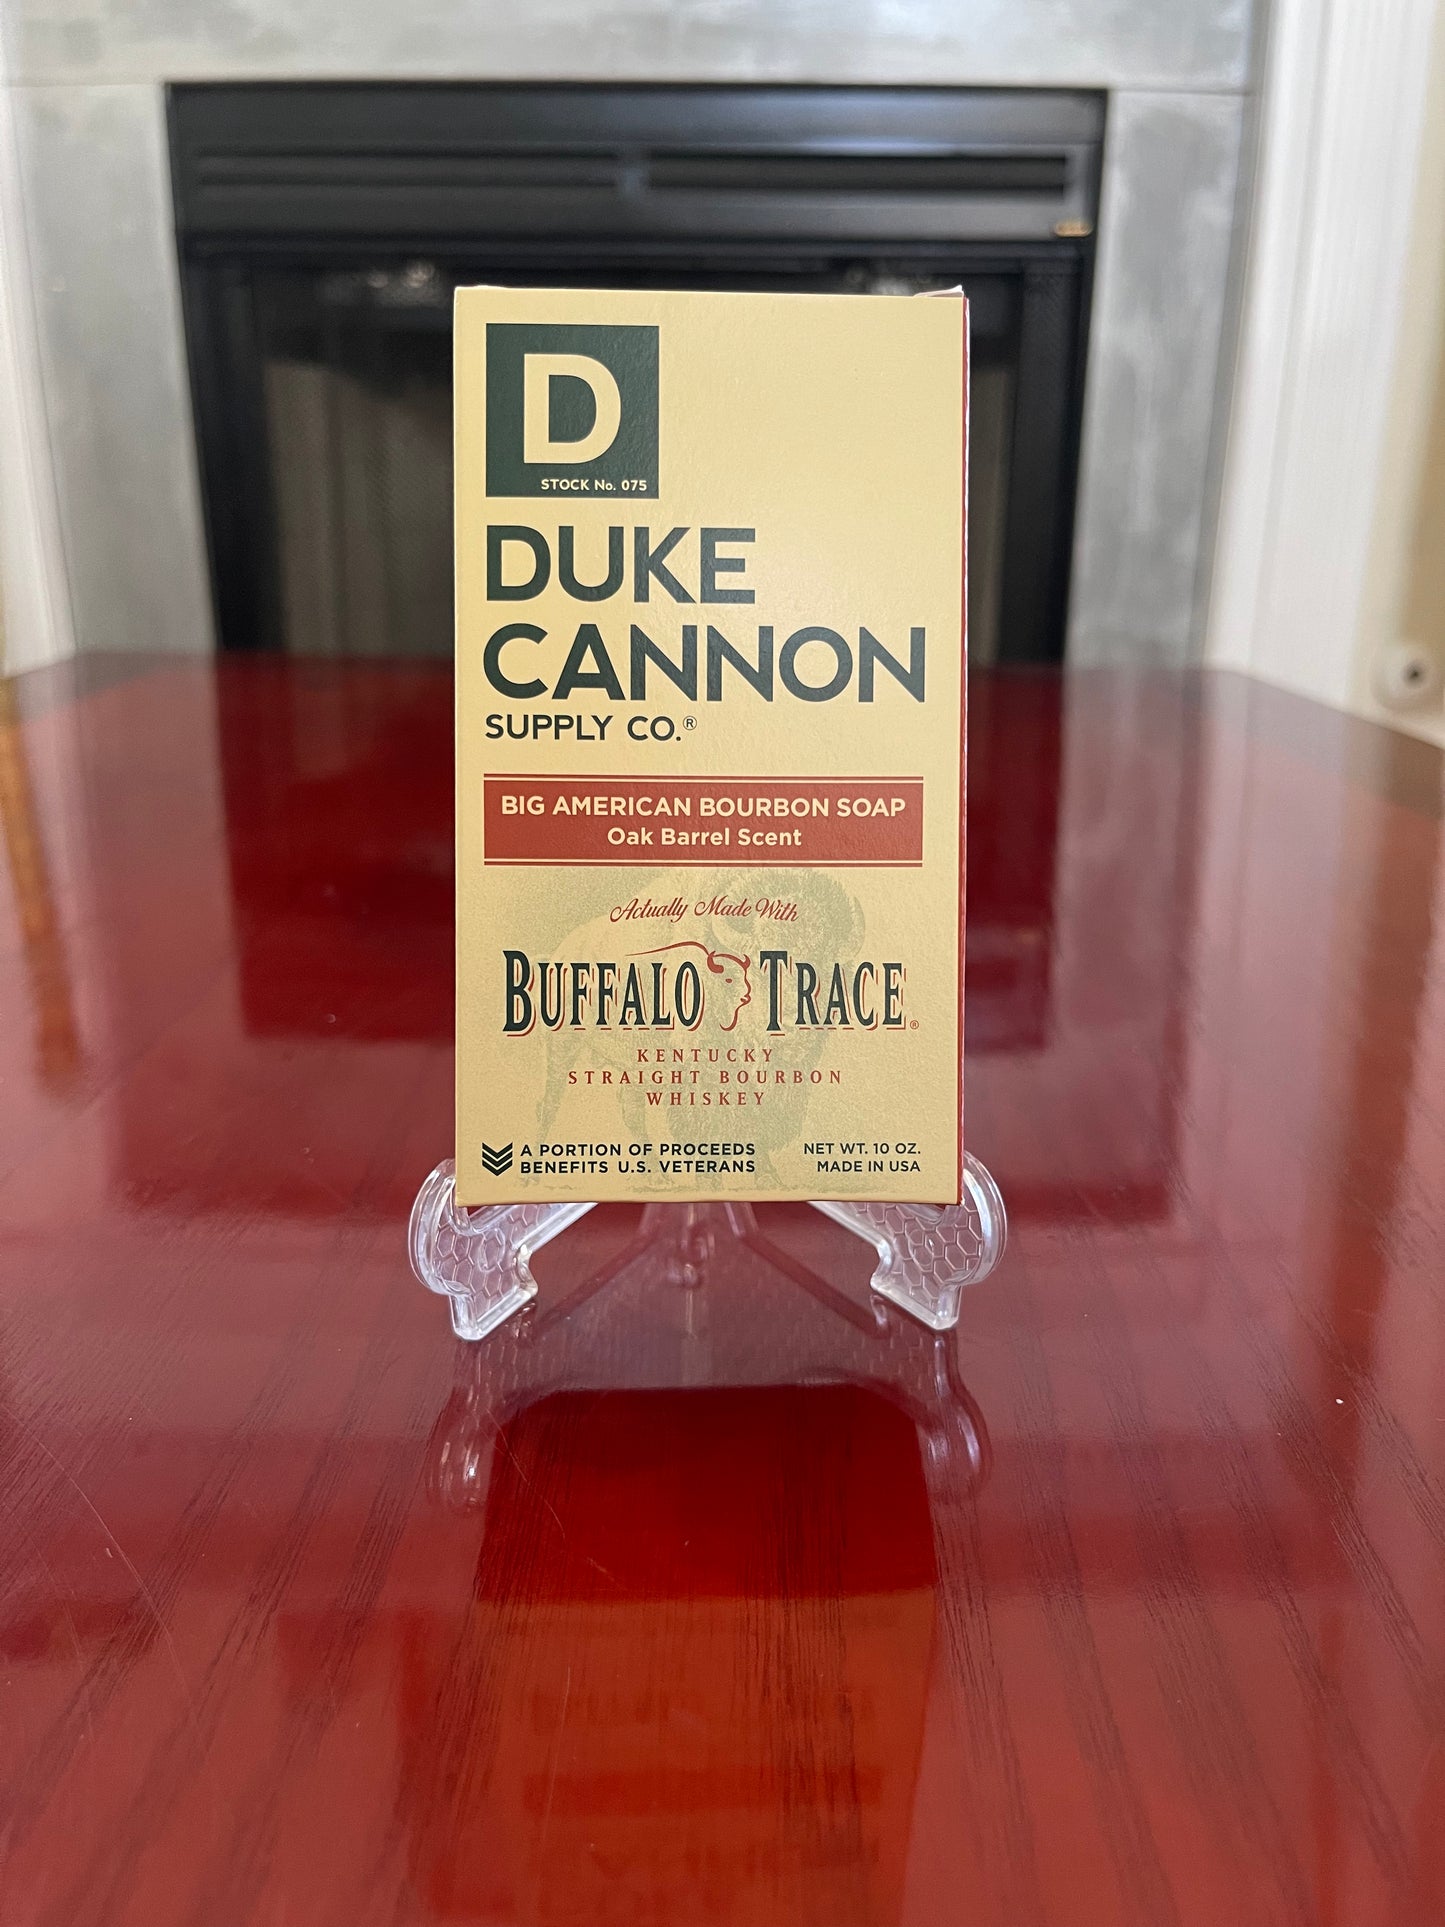 D
STOCK No. 075
DUKE
CANNON
SUPPLY CO.®
BIG AMERICAN BOURBON SOAP
Oak Barrel Scent
Actually Made With
BUFFALO TRACE®
KENTUCKY
STRAIGHT BOURBON
WHISKEY
A PORTION OF PROCEEDS
BENEFITS U.S. VETERANS
NET WT. 10 OZ.
MADE IN USA